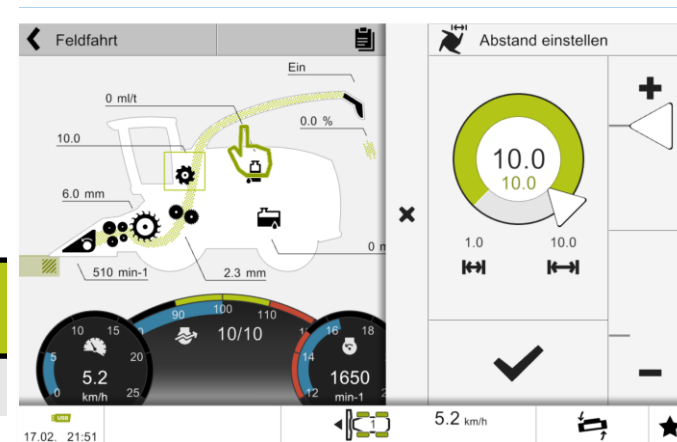 Feldfahrt
Abstand einstellen
Ein
0 ml/t
0.0 %
10.0
6.0 mm
510 min-1
2.3 mm
10.0
10.0
1.0
10.0
90
100
110
10/10
0
5
10
15
20
25
5.2
km/h
12
14
16
18
1650
min-1
USB
17.02. 21:51
1
5.2 km/h